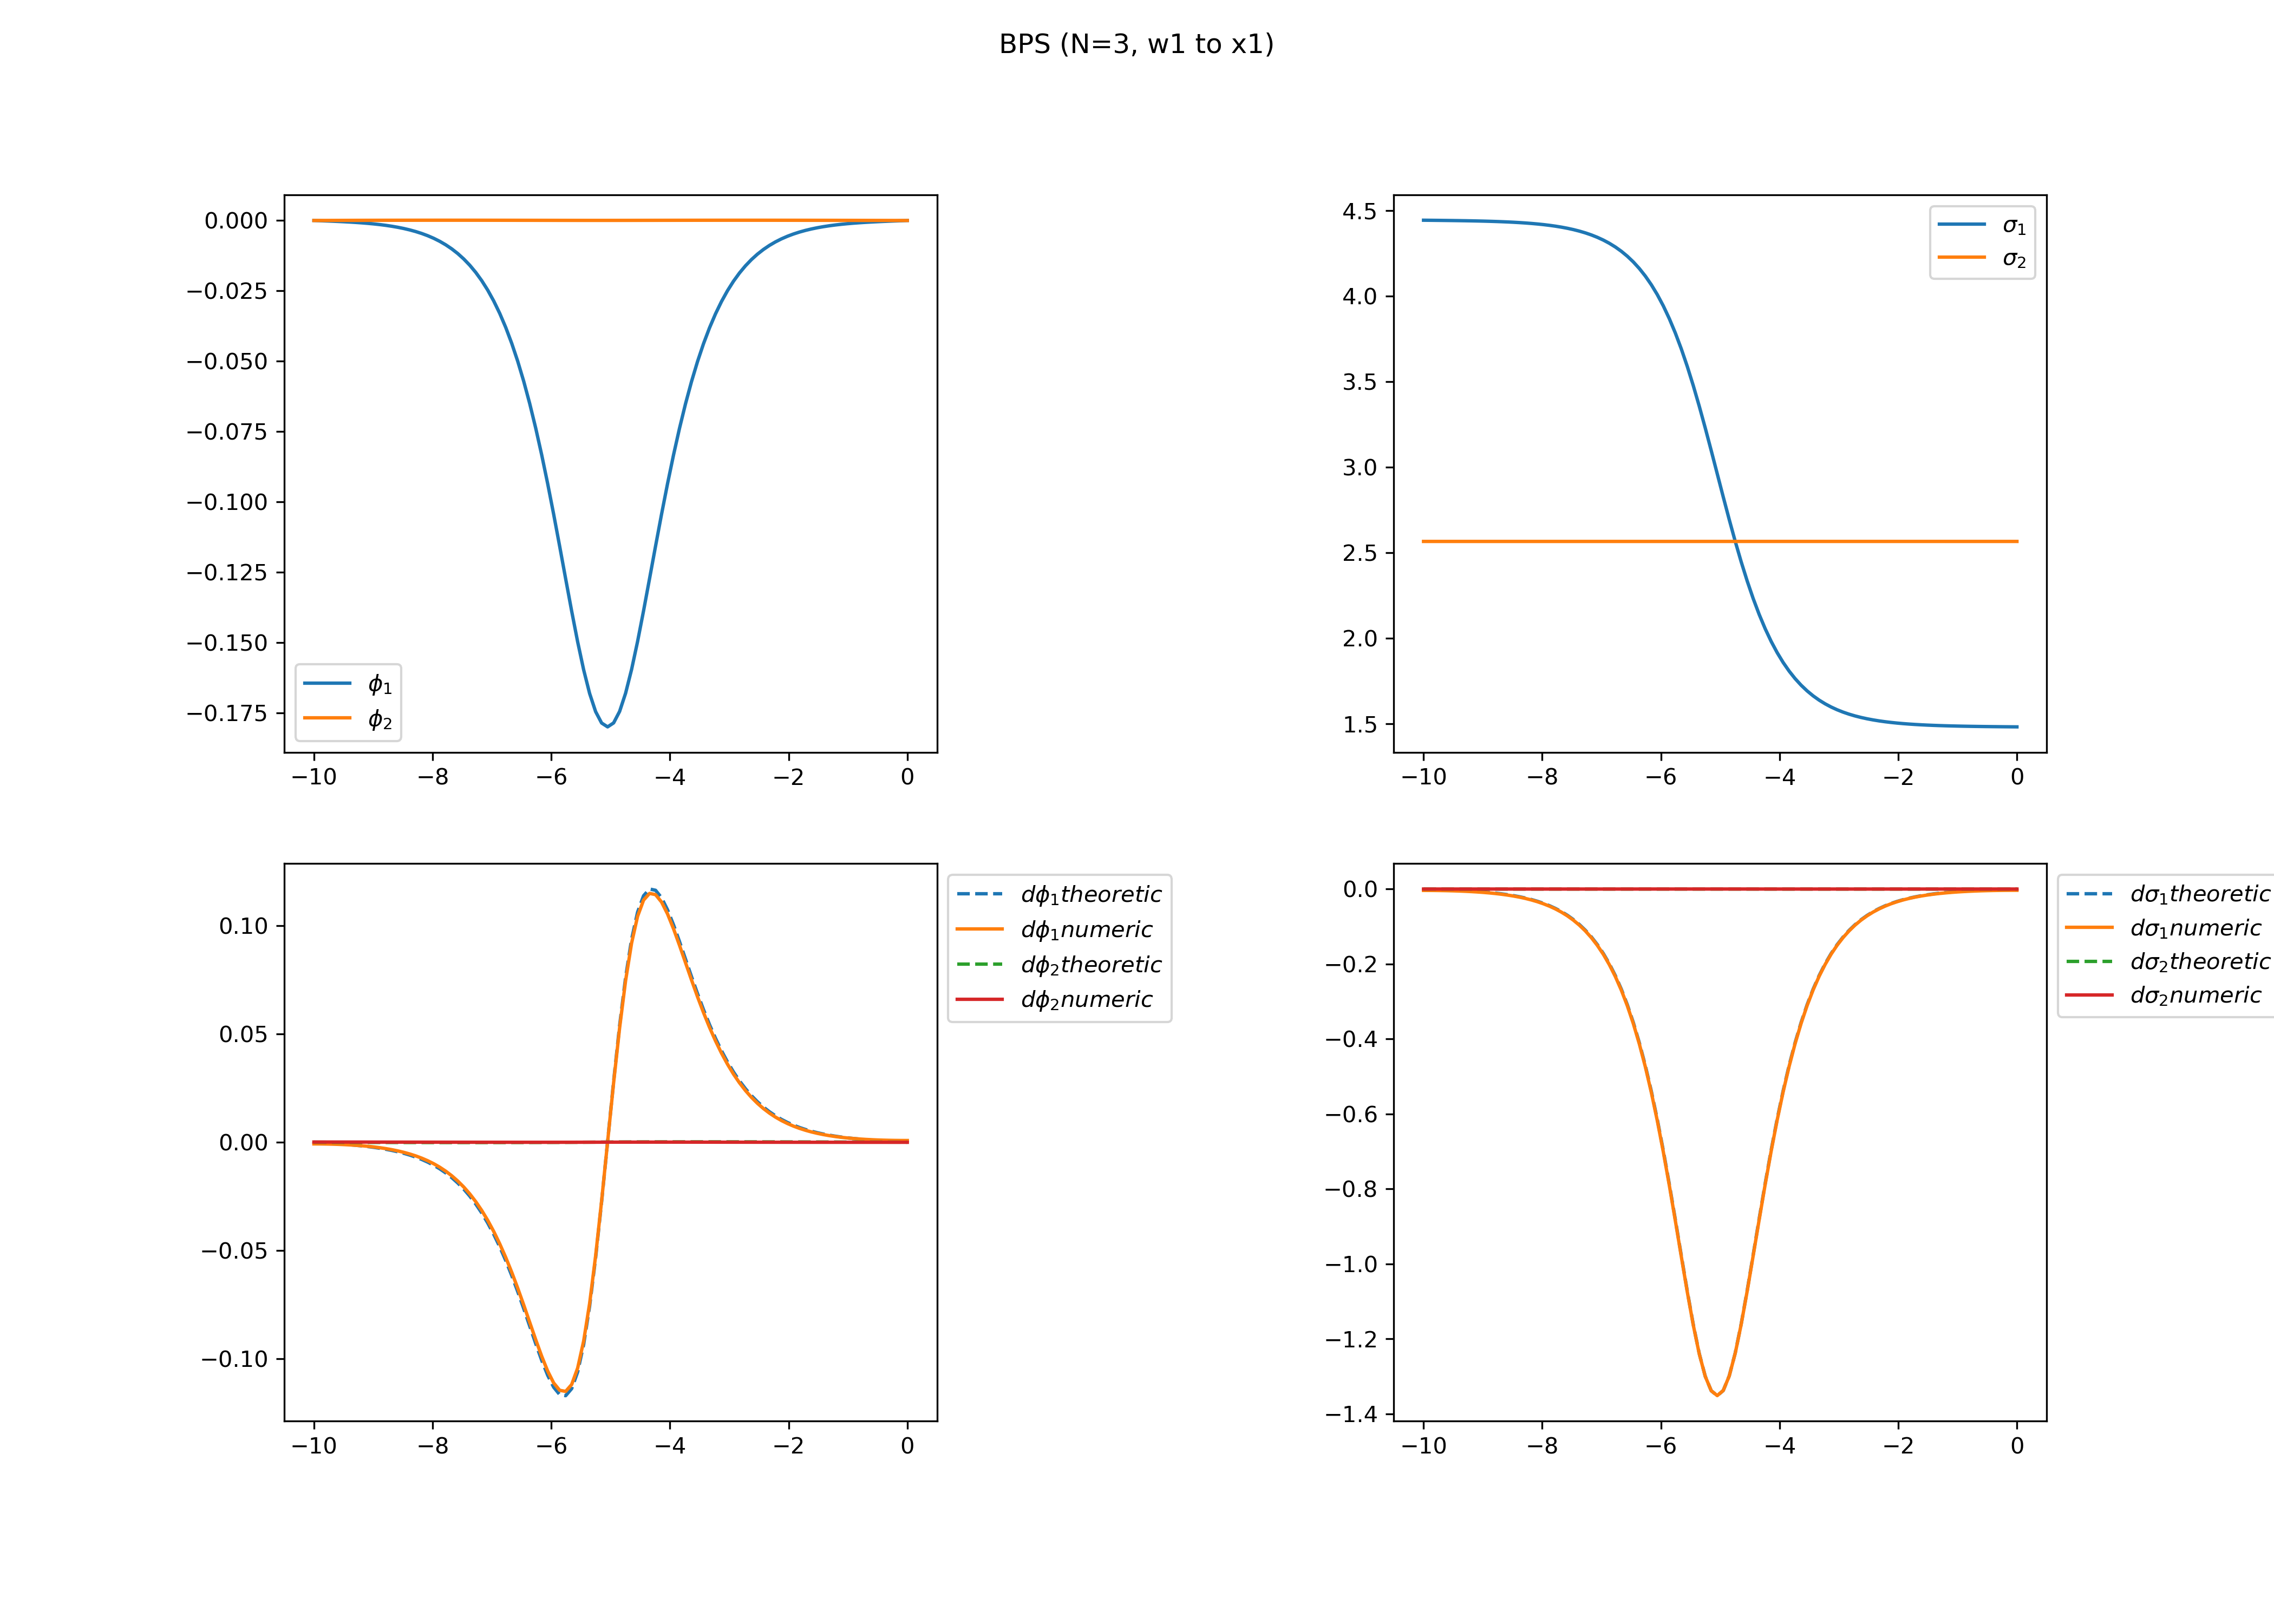 BPS (N=3, w1 to x1)
0.000
−0.025
−0.050
−0.075
−0.100
−0.125
−0.150
−0.175
−10 −8 −6 −4 −2 0
ϕ₁
ϕ₂
4.5
4.0
3.5
3.0
2.5
2.0
1.5
−10 −8 −6 −4 −2 0
σ₁
σ₂
0.10
0.05
0.00
−0.05
−0.10
−10 −8 −6 −4 −2 0
dϕ₁theoretic
dϕ₁numeric
dϕ₂theoretic
dϕ₂numeric
0.0
−0.2
−0.4
−0.6
−0.8
−1.0
−1.2
−1.4
−10 −8 −6 −4 −2 0
dσ₁theoretic
dσ₁numeric
dσ₂theoretic
dσ₂numeric